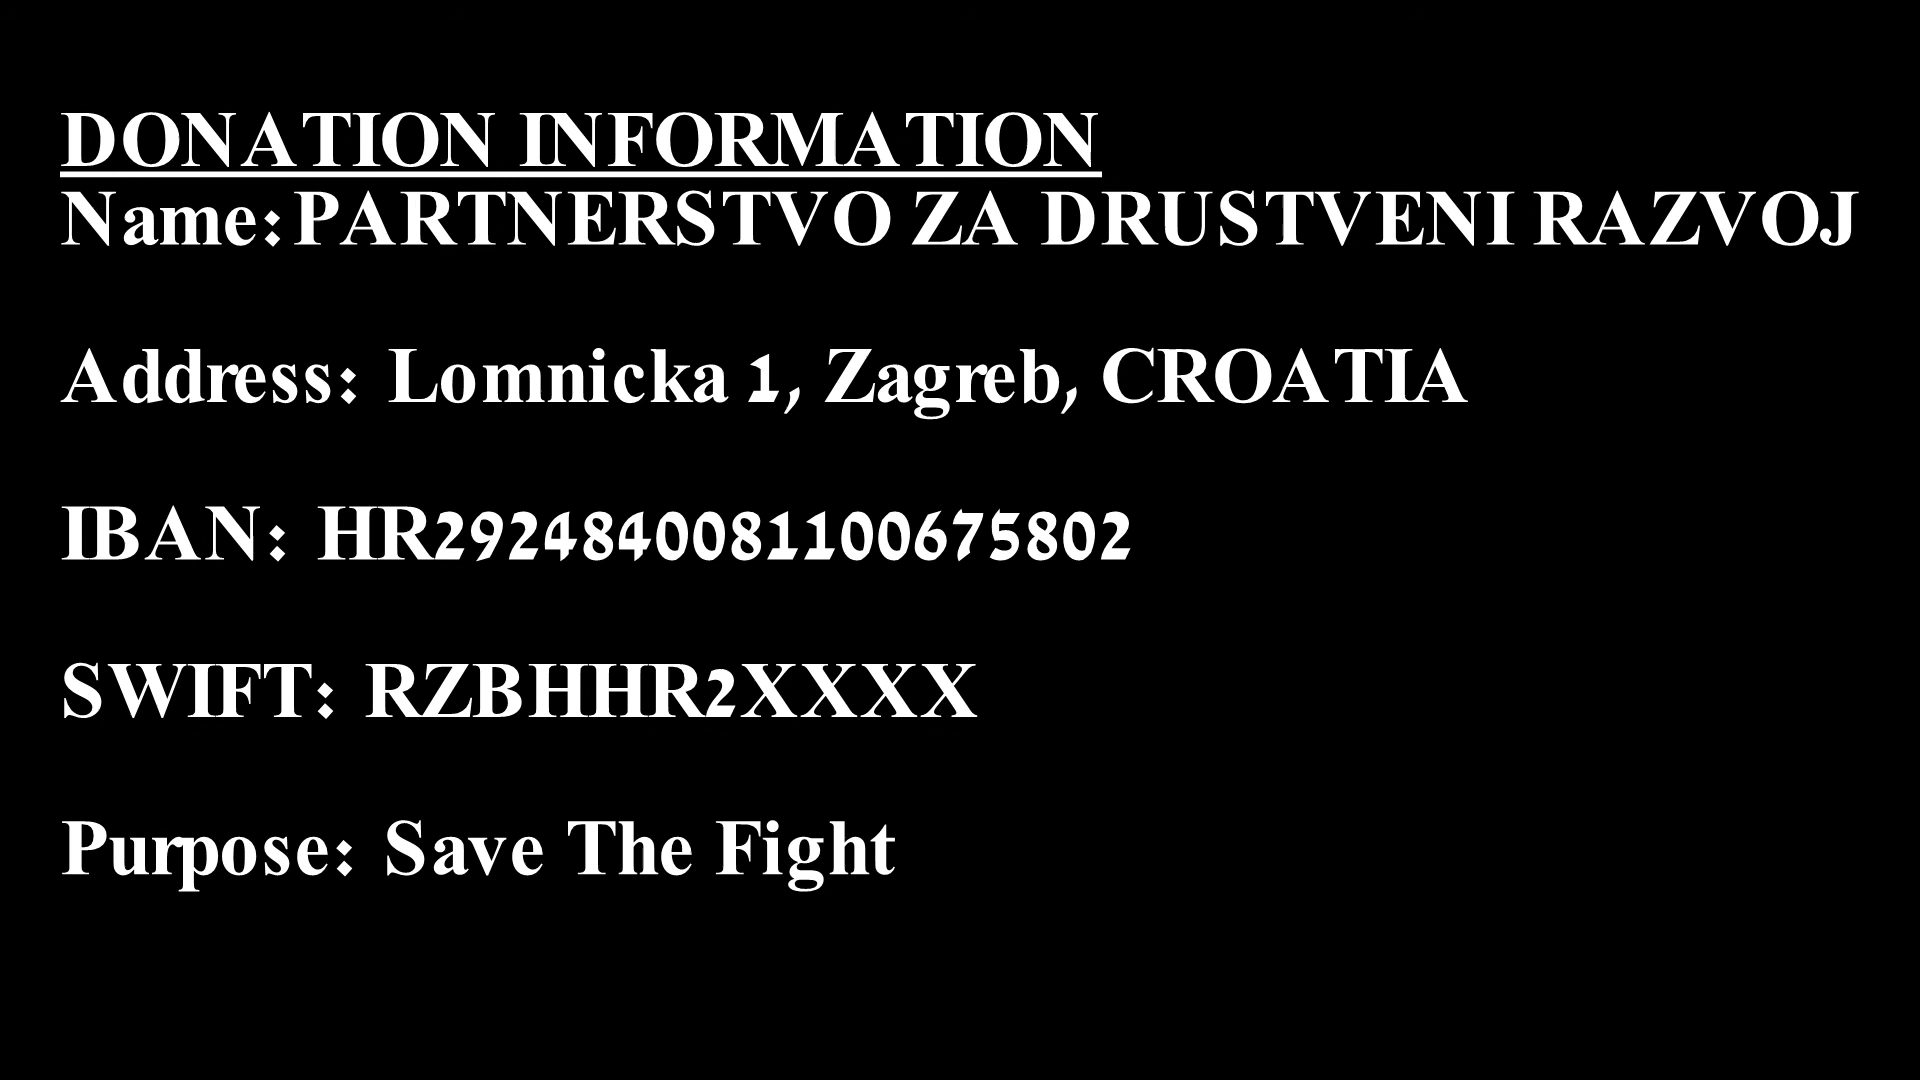 DONATION INFORMATION
Name: PARTNERSTVO ZA DRUSTVENI RAZVOJ
Address: Lomnicka 1, Zagreb, CROATIA
IBAN: HR2924840081100675802
SWIFT: RZBHHR2XXXX
Purpose: Save The Fight